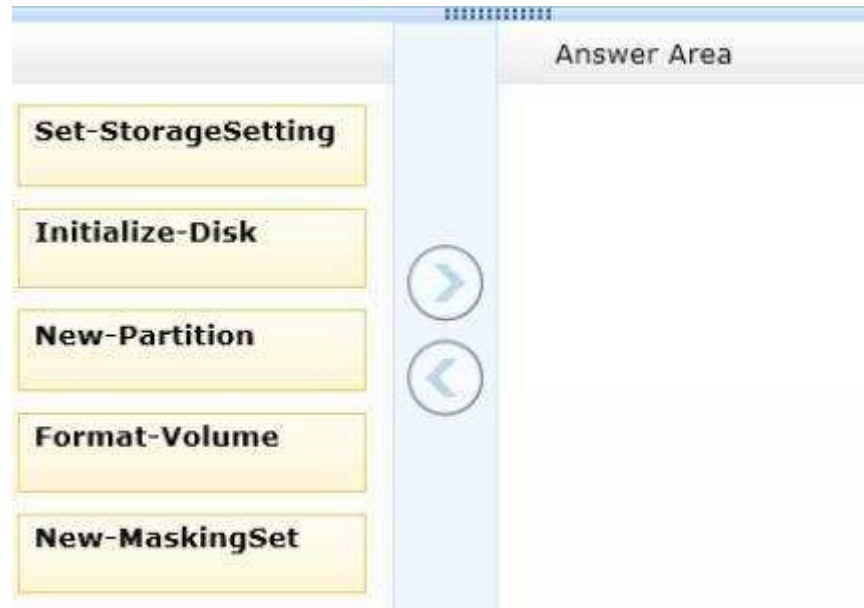 Answer Area
Set-StorageSetting
Initialize-Disk
New-Partition
Format-Volume
New-MaskingSet